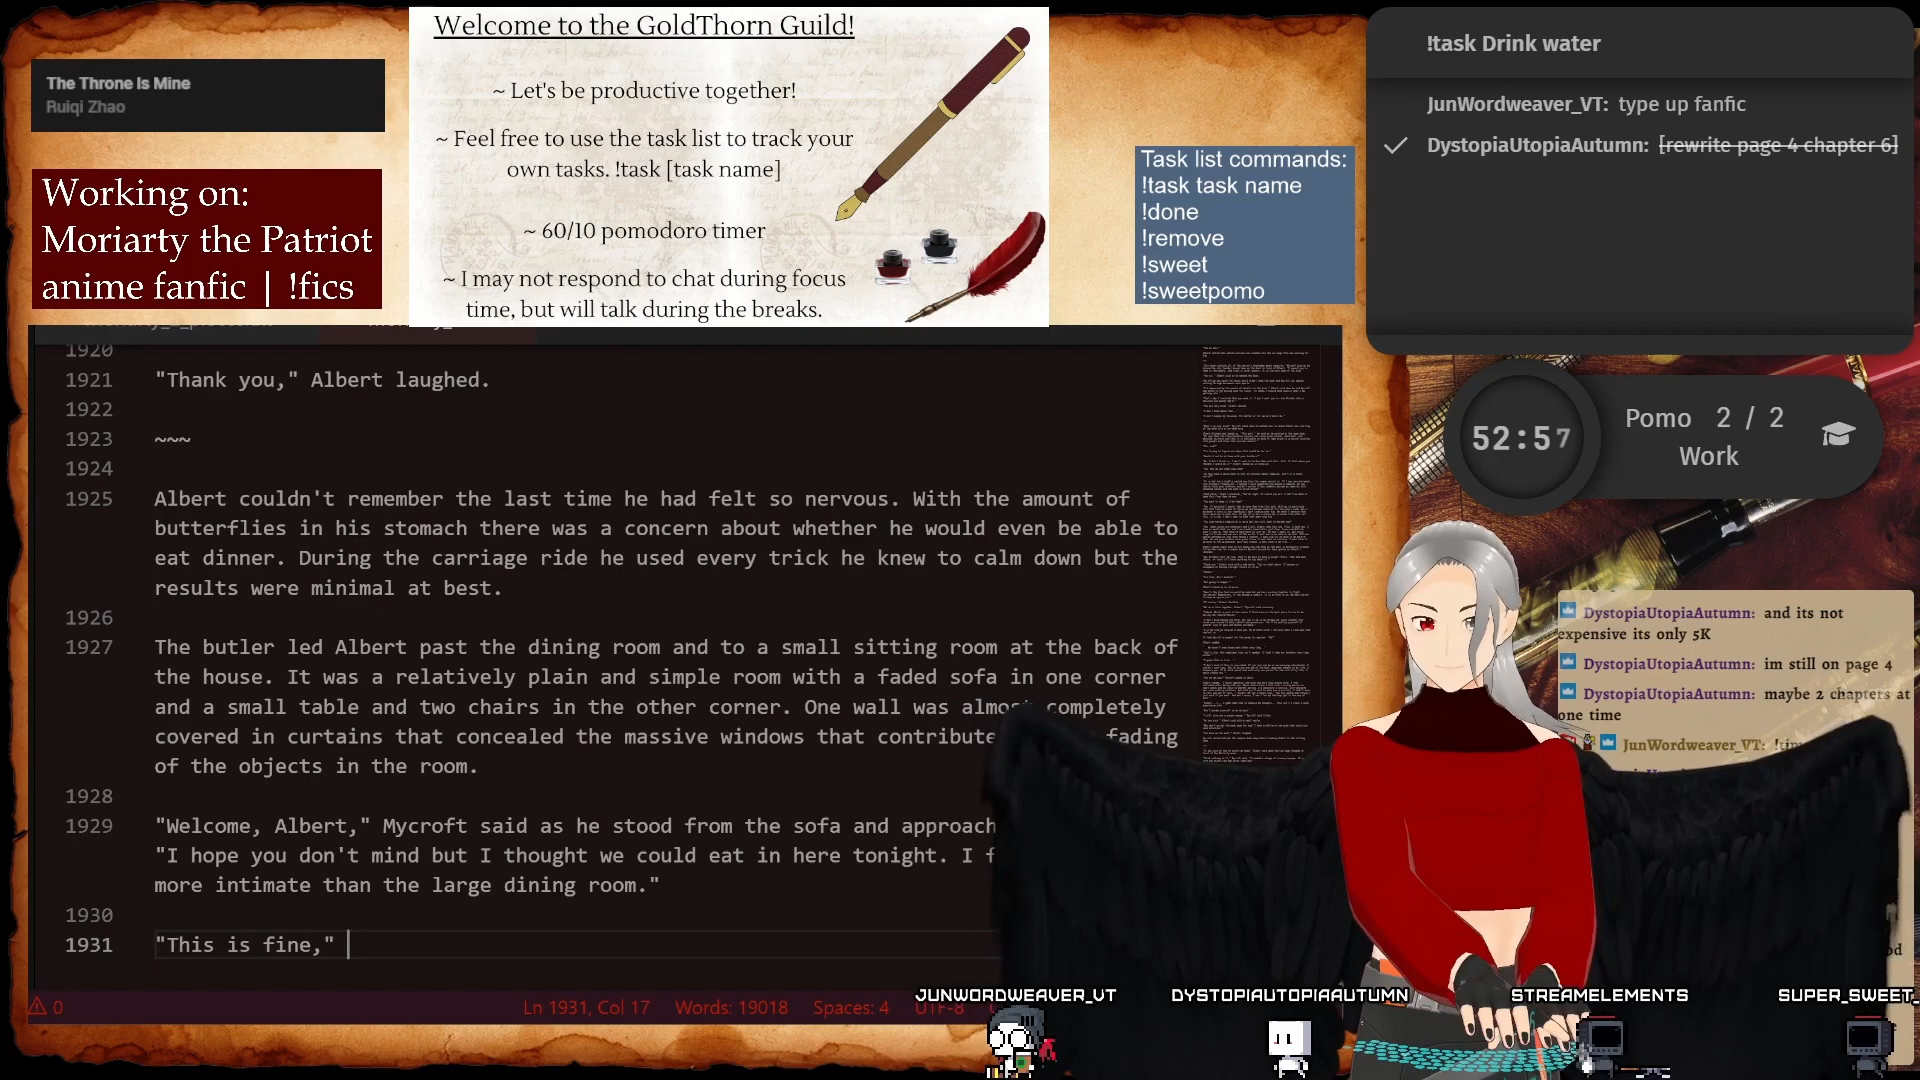 The Throne Is Mine
Ruiqi Zhao
Working on:
Moriarty the Patriot
anime fanfic | !fics
Welcome to the GoldThorn Guild!
~ Let's be productive together!
~ Feel free to use the task list to track your
own tasks. !task [task name]
~ 60/10 pomodoro timer
~ I may not respond to chat during focus
time, but will talk during the breaks.
Task list commands:
!task task name
!done
!remove
!sweet
!sweetpomo
!task Drink water
JunWordweaver_VT: type up fanfic
DystopiaUtopiaAutumn: [rewrite page 4 chapter 6]
52:57
Pomo 2 / 2
Work
1920
1921 "Thank you," Albert laughed.
1922
1923 ~~~
1924
1925 Albert couldn't remember the last time he had felt so nervous. With the amount of
butterflies in his stomach there was a concern about whether he would even be able to
eat dinner. During the carriage ride he used every trick he knew to calm down but the
results were minimal at best.
1926
1927 The butler led Albert past the dining room and to a small sitting room at the back of
the house. It was a relatively plain and simple room with a faded sofa in one corner
and a small table and two chairs in the other corner. One wall was almost completely
covered in curtains that concealed the massive windows that contribute fading
of the objects in the room.
1928
1929 "Welcome, Albert," Mycroft said as he stood from the sofa and approach
"I hope you don't mind but I thought we could eat in here tonight. I f
more intimate than the large dining room."
1930
1931 "This is fine,"
0
Ln 1931, Col 17 Words: 19018 Spaces: 4 UTF-8
DystopiaUtopiaAutumn: and its not
expensive its only 5K
DystopiaUtopiaAutumn: im still on page 4
DystopiaUtopiaAutumn: maybe 2 chapters at
one time
JunWordweaver_VT:
JUNWORDWEAVER_VT
DYSTOPIAUTOPIAAUTUMN
STREAMELEMENTS
SUPER_SWEET_